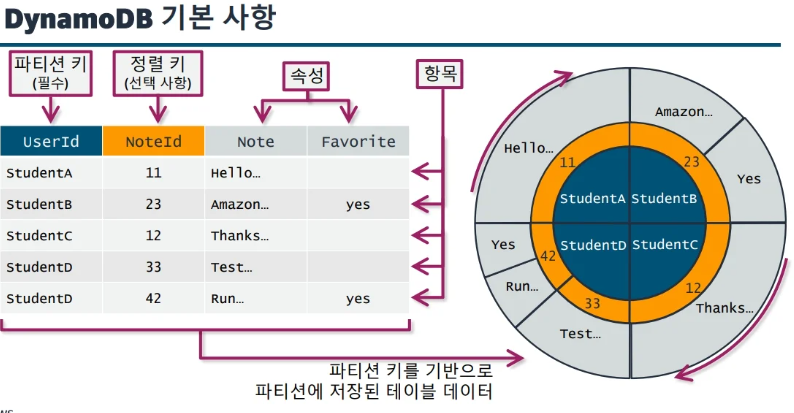 DynamoDB 기본 사항
파티션 키
(필수)
정렬 키
(선택 사항)
속성
항목
UserId NoteId Note Favorite
StudentA 11 Hello…
StudentB 23 Amazon… yes
StudentC 12 Thanks…
StudentD 33 Test…
StudentD 42 Run… yes
파티션 키를 기반으로
파티션에 저장된 테이블 데이터
Amazon…
Hello…
11
23
Yes
StudentA StudentB
StudentD StudentC
Yes
42
Run…
33
12
Test…
Thanks…